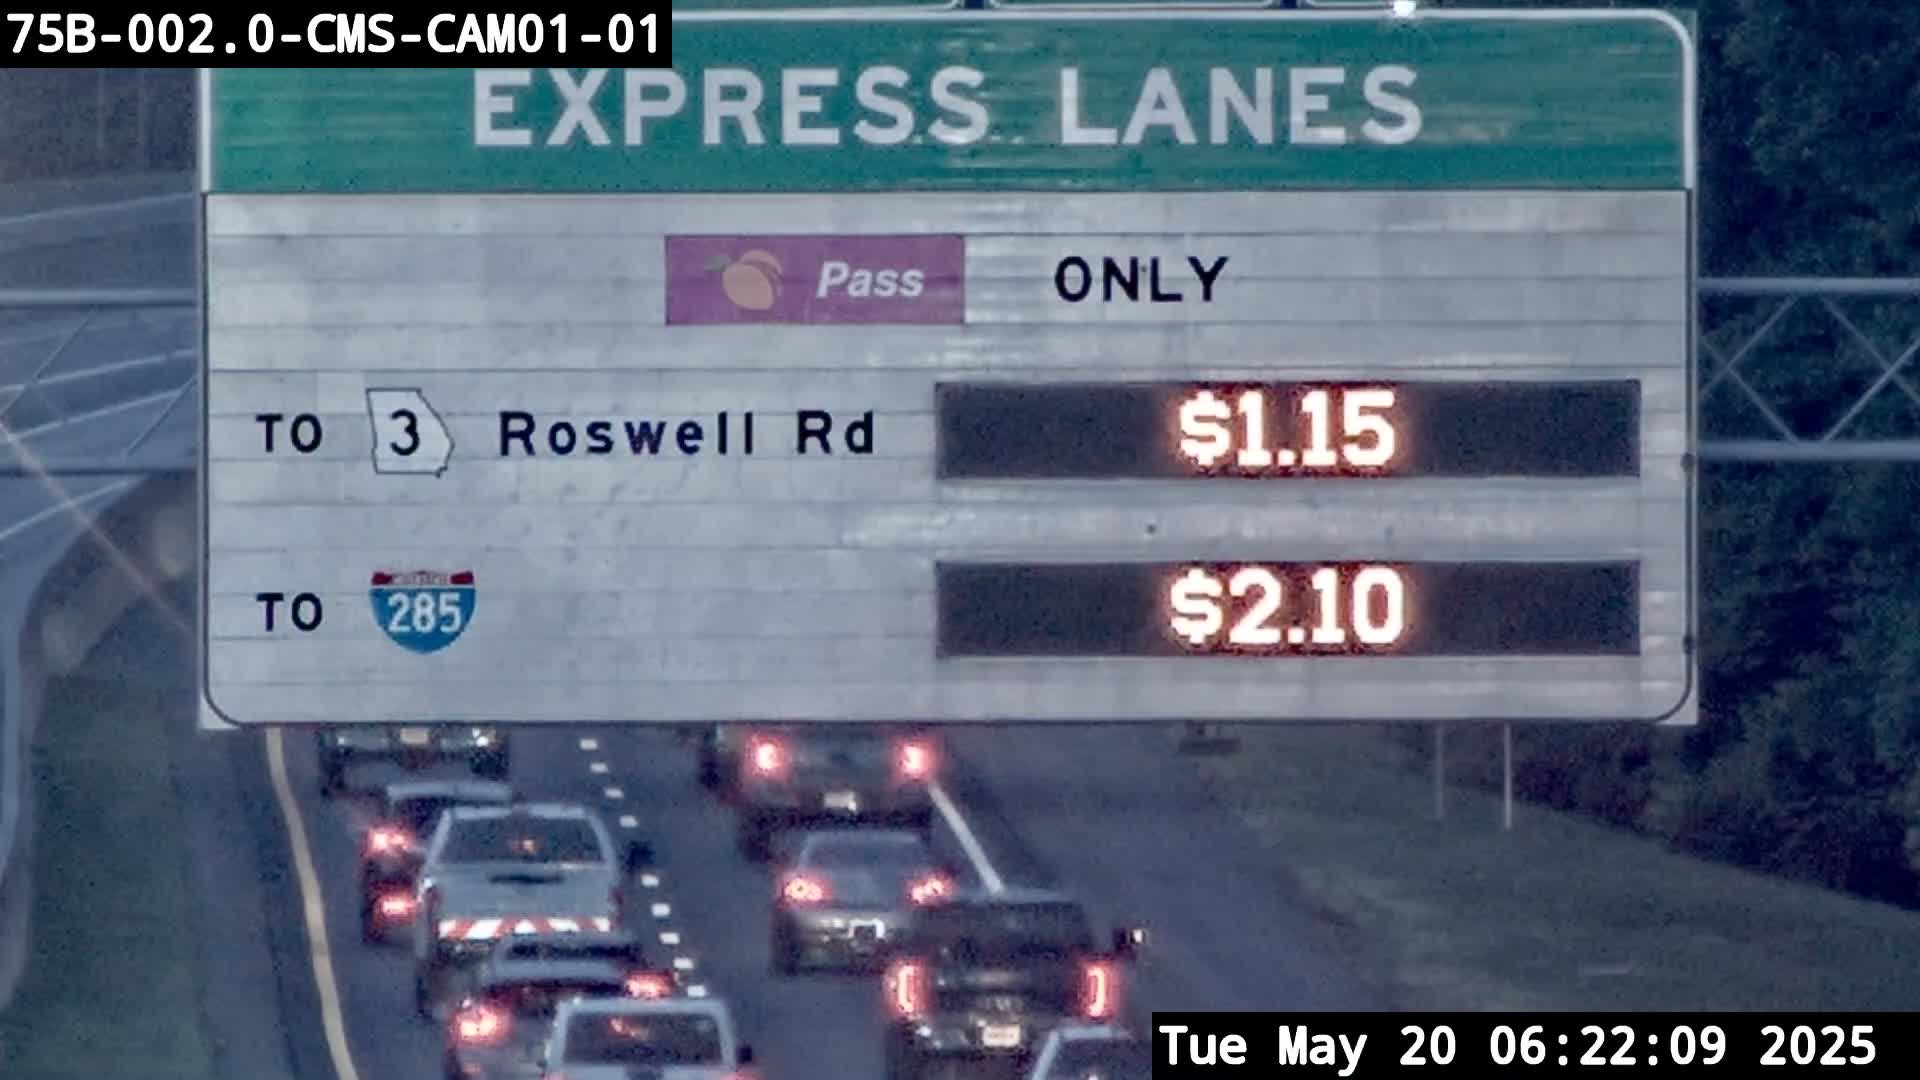 75B-002.0-CMS-CAM01-01
EXPRESS LANES
Pass ONLY
TO 3 Roswell Rd $1.15
TO 285 $2.10
Tue May 20 06:22:09 2025